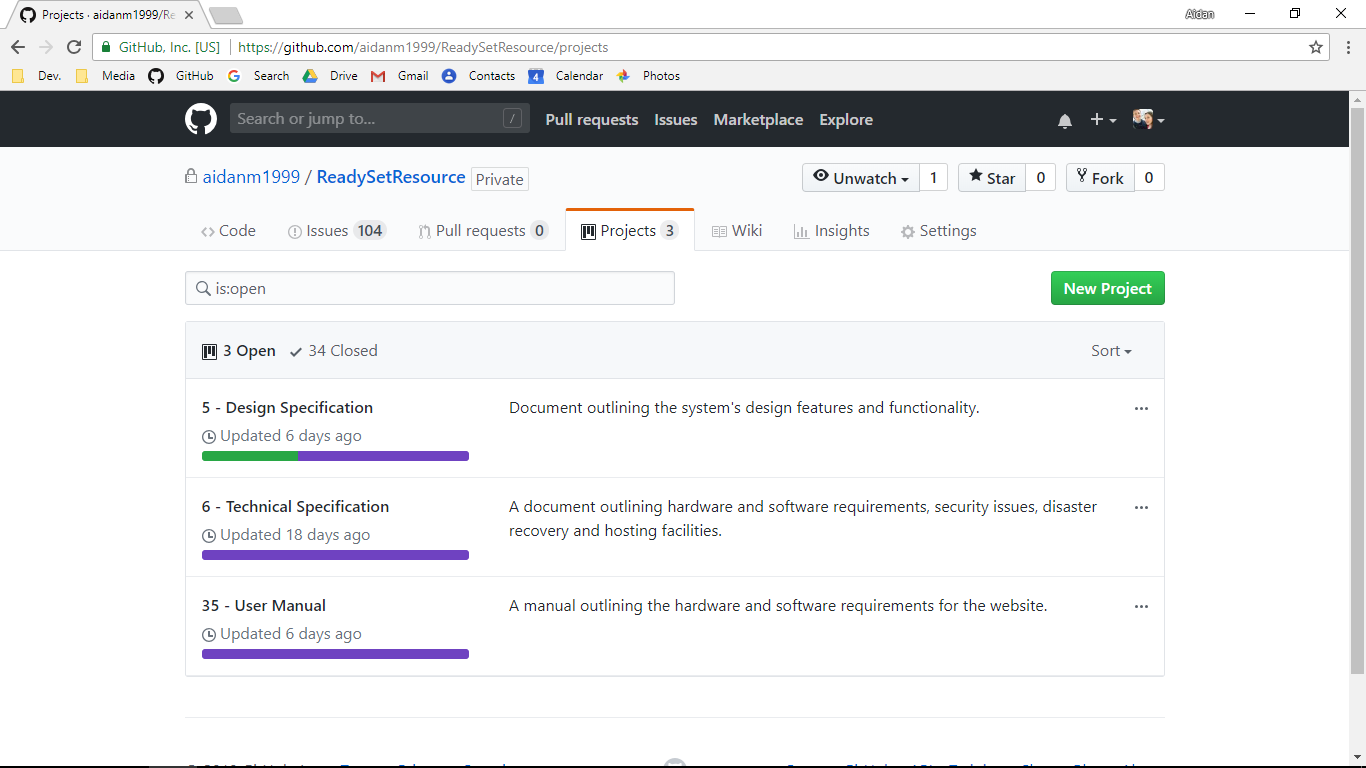 Projects · aidanm1999/Re
Aidan
GitHub, Inc. [US] https://github.com/aidanm1999/ReadySetResource/projects
Dev. Media GitHub Search Drive Gmail Contacts 4 Calendar Photos
Search or jump to... / Pull requests Issues Marketplace Explore
aidanm1999 / ReadySetResource Private Unwatch 1 Star 0 Fork 0
Code Issues 104 Pull requests 0 Projects 3 Wiki Insights Settings
is:open New Project
3 Open 34 Closed Sort
5 - Design Specification Document outlining the system's design features and functionality.
Updated 6 days ago
6 - Technical Specification A document outlining hardware and software requirements, security issues, disaster
Updated 18 days ago recovery and hosting facilities.
35 - User Manual A manual outlining the hardware and software requirements for the website.
Updated 6 days ago